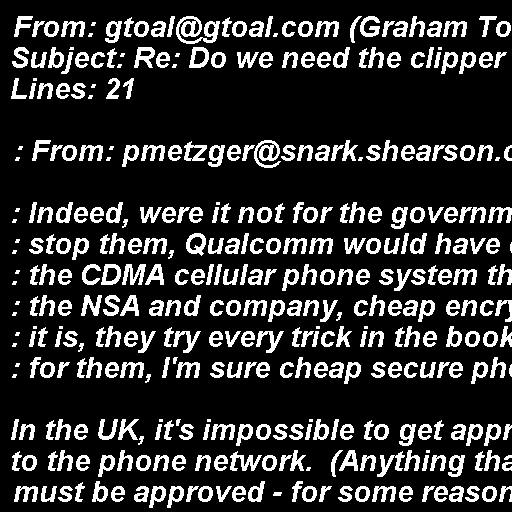 From: gtoal@gtoal.com (Graham To
Subject: Re: Do we need the clipper
Lines: 21

: From: pmetzger@snark.shearson.c

: Indeed, were it not for the governm
: stop them, Qualcomm would have
: the CDMA cellular phone system th
: the NSA and company, cheap encry
: it is, they try every trick in the book
: for them, I'm sure cheap secure pho

In the UK, it's impossible to get appr
to the phone network.  (Anything tha
must be approved - for some reason